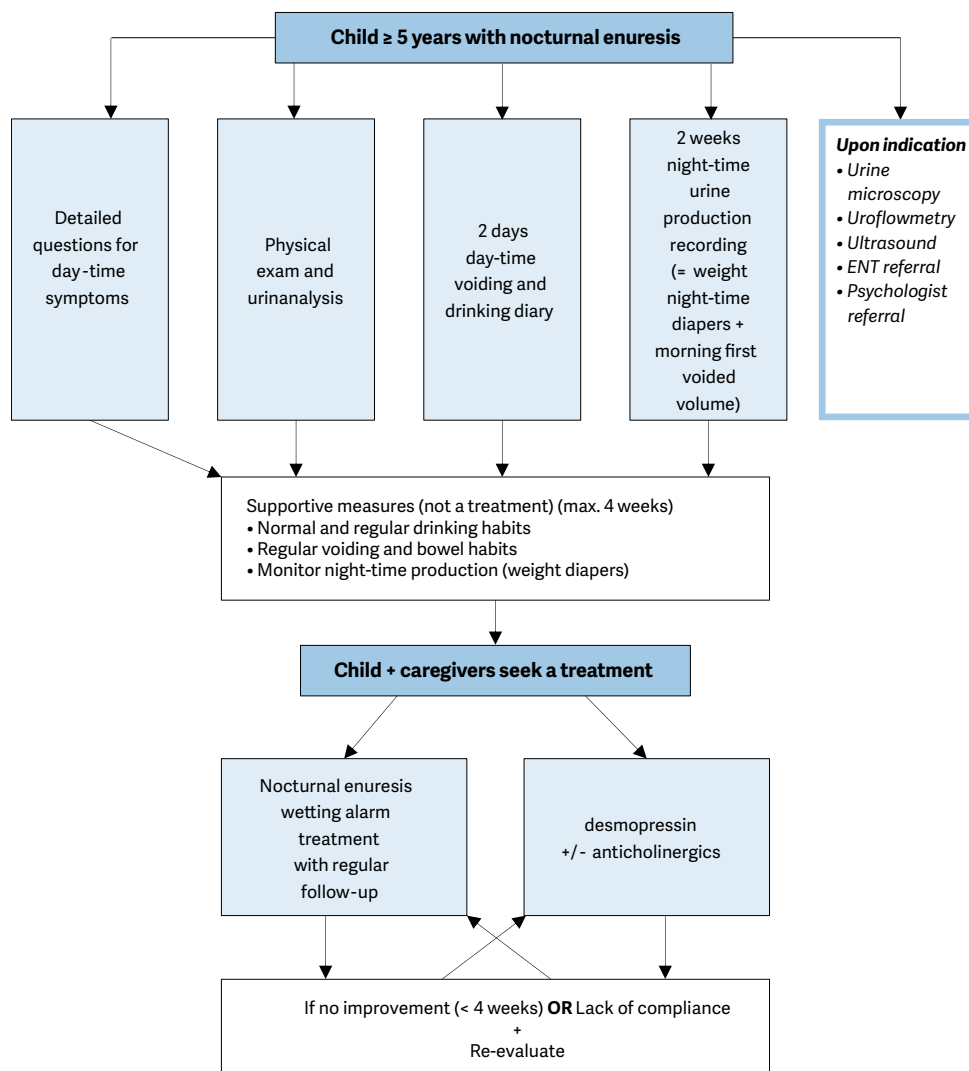 Child ≥ 5 years with nocturnal enuresis
Detailed
questions for
day-time
symptoms
Physical
exam and
urinanalysis
2 days
day-time
voiding and
drinking diary
2 weeks
night-time
urine
production
recording
(= weight
night-time
diapers +
morning first
voided
volume)
Upon indication
• Urine
microscopy
• Uroflowmetry
• Ultrasound
• ENT referral
• Psychologist
referral
Supportive measures (not a treatment) (max. 4 weeks)
• Normal and regular drinking habits
• Regular voiding and bowel habits
• Monitor night-time production (weight diapers)
Child + caregivers seek a treatment
Nocturnal enuresis
wetting alarm
treatment
with regular
follow-up
desmopressin
+/- anticholinergics
If no improvement (< 4 weeks) OR Lack of compliance
+
Re-evaluate